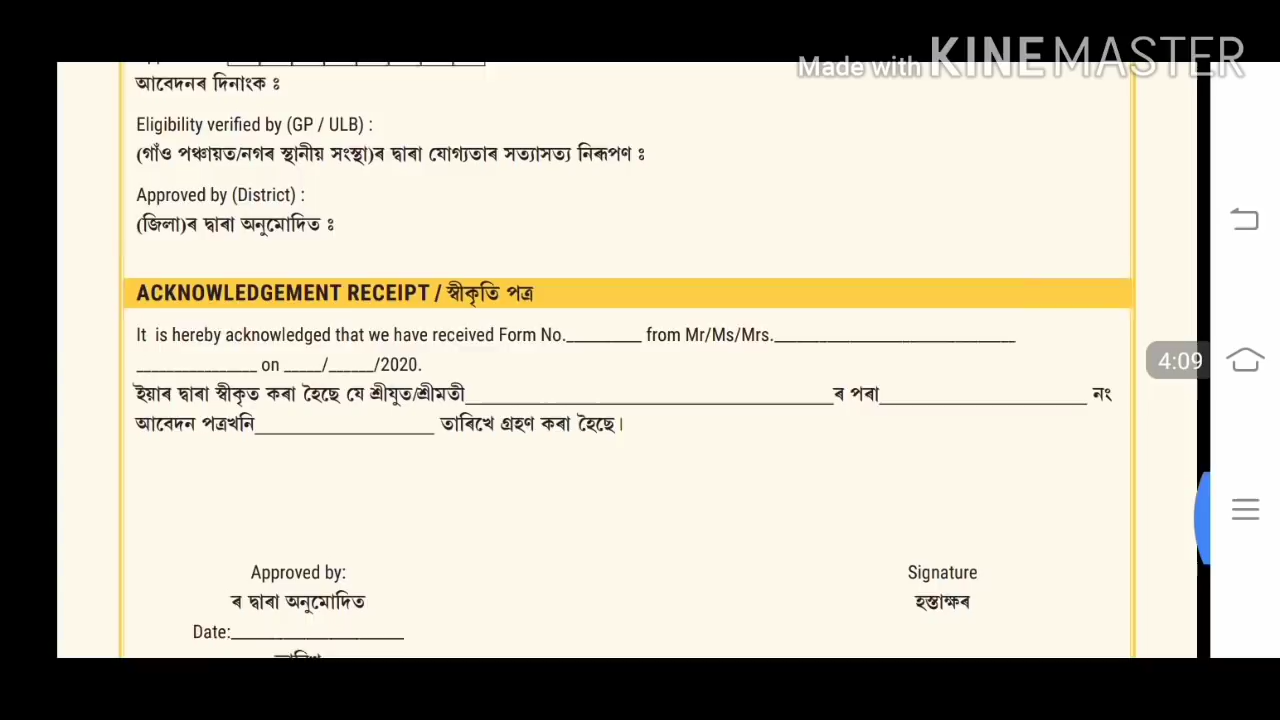 Made with KINEMASTER
আবেদনৰ দিনাংক ঃ
Eligibility verified by (GP / ULB) :
(গাঁও পঞ্চায়ত/নগৰ স্থানীয় সংস্থা)ৰ দ্বাৰা যোগ্যতাৰ সত্যাসত্য নিৰূপণ ঃ
Approved by (District) :
(জিলা)ৰ দ্বাৰা অনুমোদিত ঃ
ACKNOWLEDGEMENT RECEIPT / স্বীকৃতি পত্ৰ
It is hereby acknowledged that we have received Form No.________ from Mr/Ms/Mrs.__________________________
_____________ on ____/_____/2020.
4:09
ইয়াৰ দ্বাৰা স্বীকৃত কৰা হৈছে যে শ্ৰীযুত/শ্ৰীমতী________________________________ৰ পৰা__________________ নং
আবেদন পত্ৰখনি________________ তাৰিখে গ্ৰহণ কৰা হৈছে।
Approved by: Signature
ৰ দ্বাৰা অনুমোদিত হস্তাক্ষৰ
Date:___________________